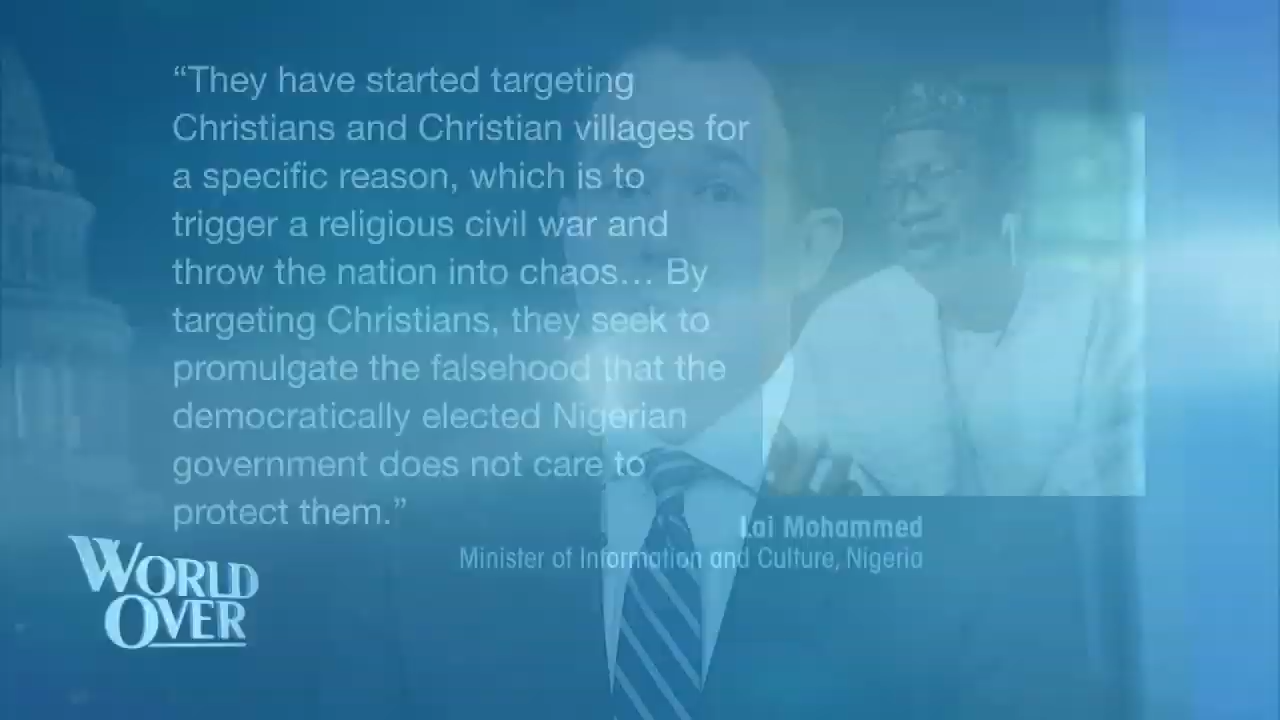 “They have started targeting
Christians and Christian villages for
a specific reason, which is to
trigger a religious civil war and
throw the nation into chaos… By
targeting Christians, they seek to
promulgate the falsehood that the
democratically elected Nigerian
government does not care to
protect them.”
Lai Mohammed
Minister of Information and Culture, Nigeria
WORLD
OVER